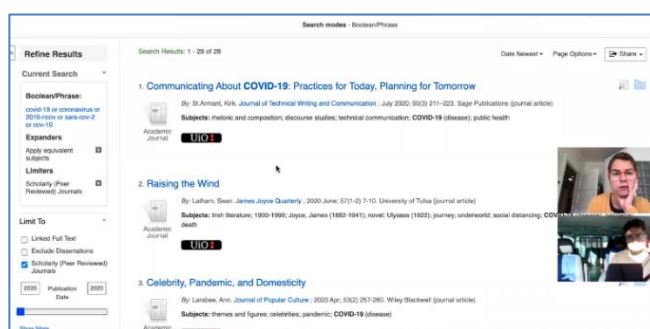 Search modes - Boolean/Phrase
Refine Results
Search Results: 1 - 28 of 28
Date Newest
Page Options
Share
Current Search
Boolean/Phrase:
covid-19 or coronavirus or
2019-ncov or sars-cov-2
or cov-19
Expanders
Apply equivalent
subjects
Limiters
Scholarly (Peer
Reviewed) Journals
Limit To
Linked Full Text
Exclude Dissertations
Scholarly (Peer Reviewed)
Journals
2020 Publication 2020
Date
Show More
1. Communicating About COVID-19: Practices for Today, Planning for Tomorrow
By: St.Amant, Kirk. Journal of Technical Writing and Communication ; July 2020; 50(3) 211-223. Sage Publications (journal article)
Subjects: rhetoric and composition; discourse studies; technical communication; COVID-19 (disease); public health
Academic
Journal
UiO
2. Raising the Wind
By: Latham, Sean. James Joyce Quarterly ; 2020 June; 57(1-2) 7-10. University of Tulsa (journal article)
Subjects: Irish literature; 1900-1999; Joyce, James (1882-1941); novel; Ulysses (1922); journey; underworld; social distancing;
death
Academic
Journal
UiO
3. Celebrity, Pandemic, and Domesticity
By: Larabee, Ann. Journal of Popular Culture ; 2020 Apr; 53(2) 257-260. Wiley Blackwell (journal article)
Subjects: themes and figures; celebrities; pandemic; COVID-19 (disease)
Academic